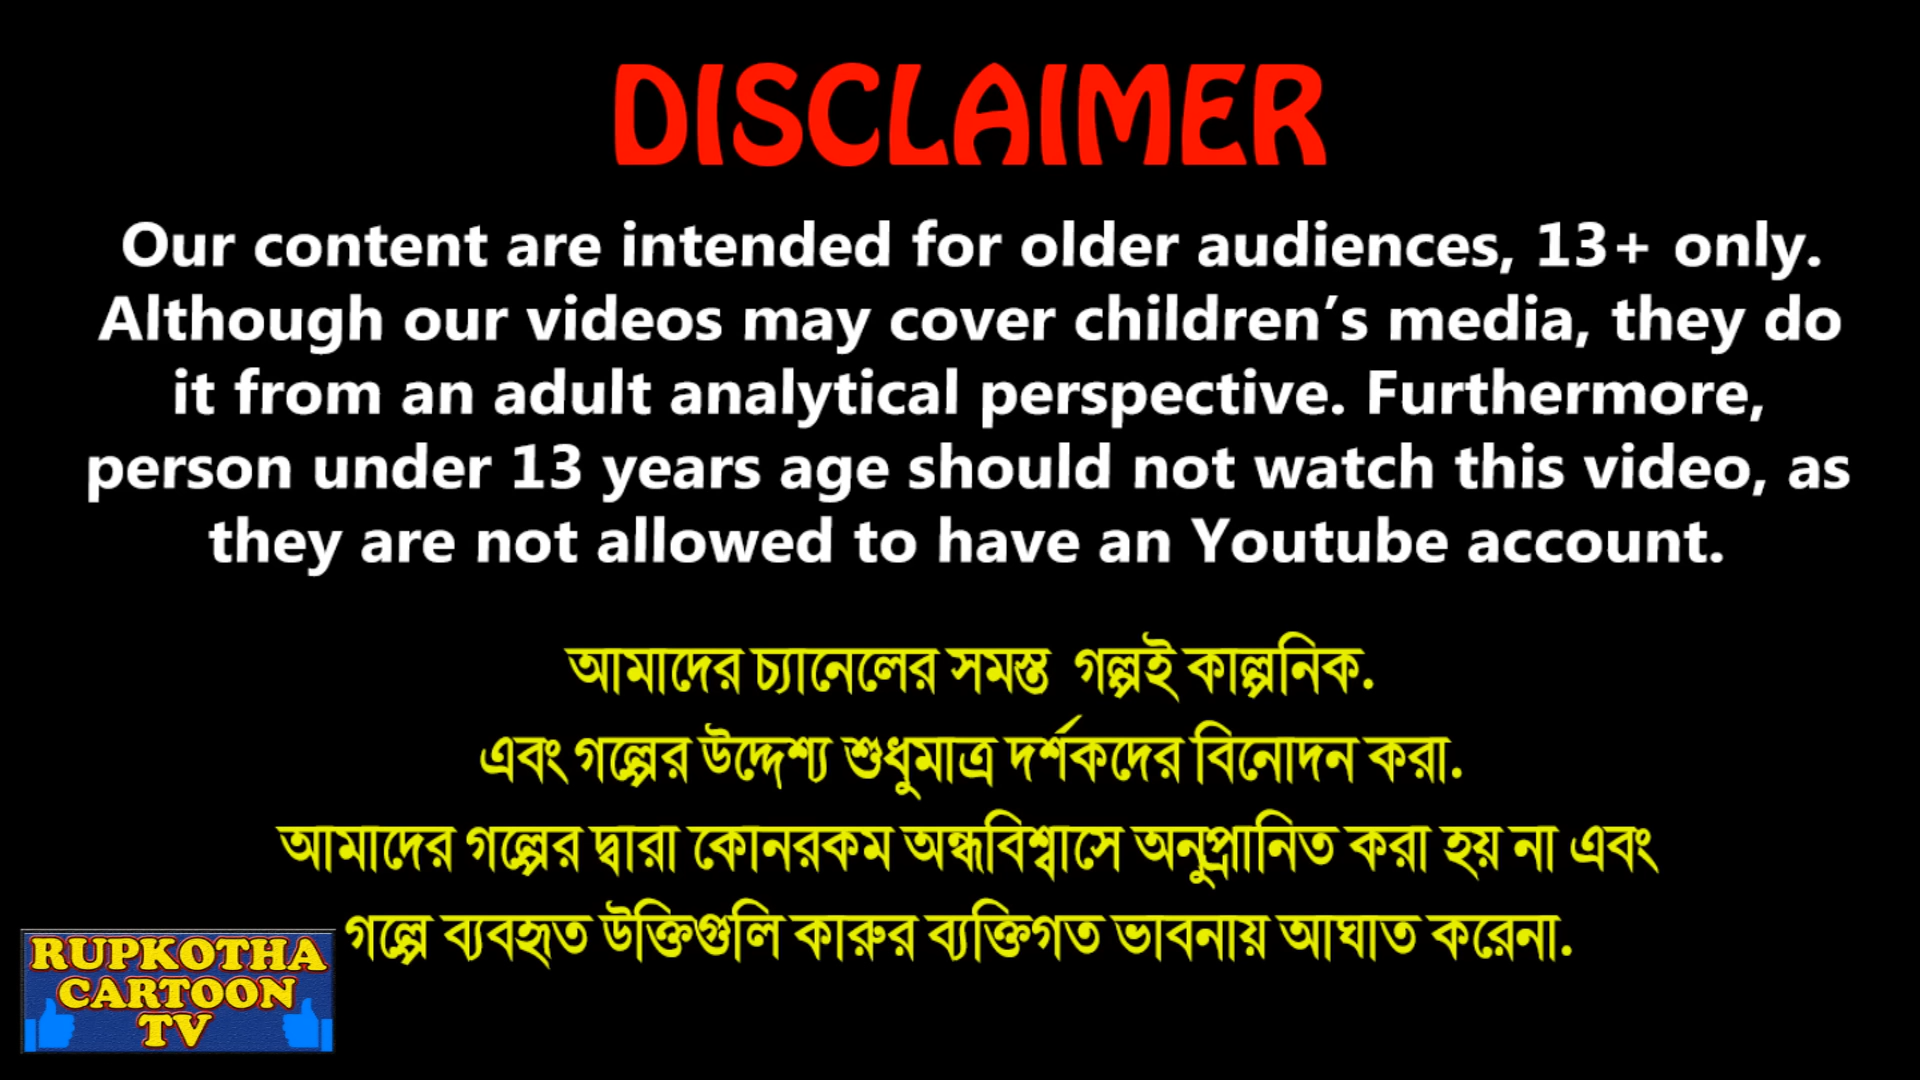 DISCLAIMER
Our content are intended for older audiences, 13+ only.
Although our videos may cover children’s media, they do
it from an adult analytical perspective. Furthermore,
person under 13 years age should not watch this video, as
they are not allowed to have an Youtube account.
আমাদের চ্যানেলের সমস্ত গল্পই কাল্পনিক.
এবং গল্পের উদ্দেশ্য শুধুমাত্র দর্শকদের বিনোদন করা.
আমাদের গল্পের দ্বারা কোনরকম অন্ধবিশ্বাসে অনুপ্রানিত করা হয় না এবং
গল্পে ব্যবহৃত উক্তিগুলি কারুর ব্যক্তিগত ভাবনায় আঘাত করেনা.
RUPKOTHA
CARTOON
TV